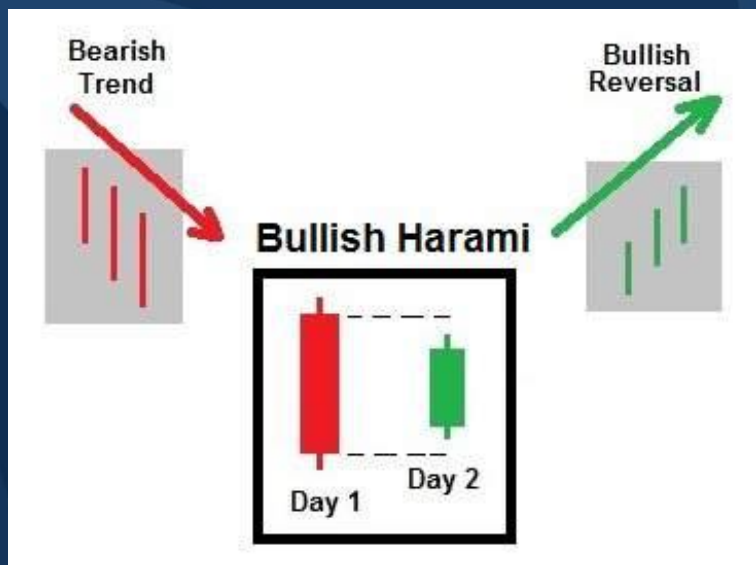 Bearish
Trend
Bullish
Reversal
Bullish Harami
Day 1
Day 2